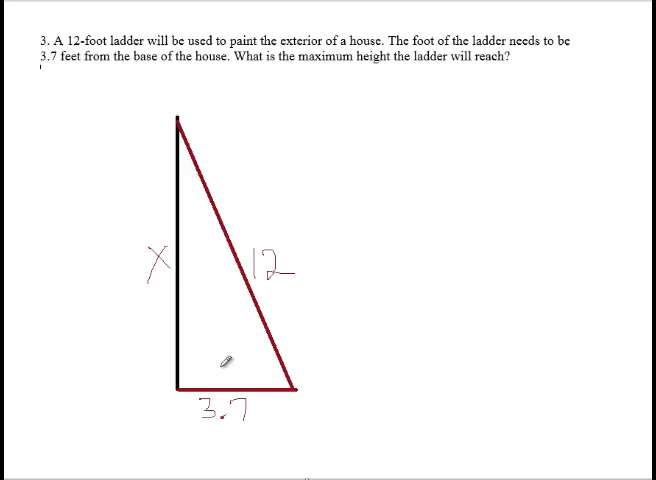 3. A 12-foot ladder will be used to paint the exterior of a house. The foot of the ladder needs to be
3.7 feet from the base of the house. What is the maximum height the ladder will reach?
X
12
3.7